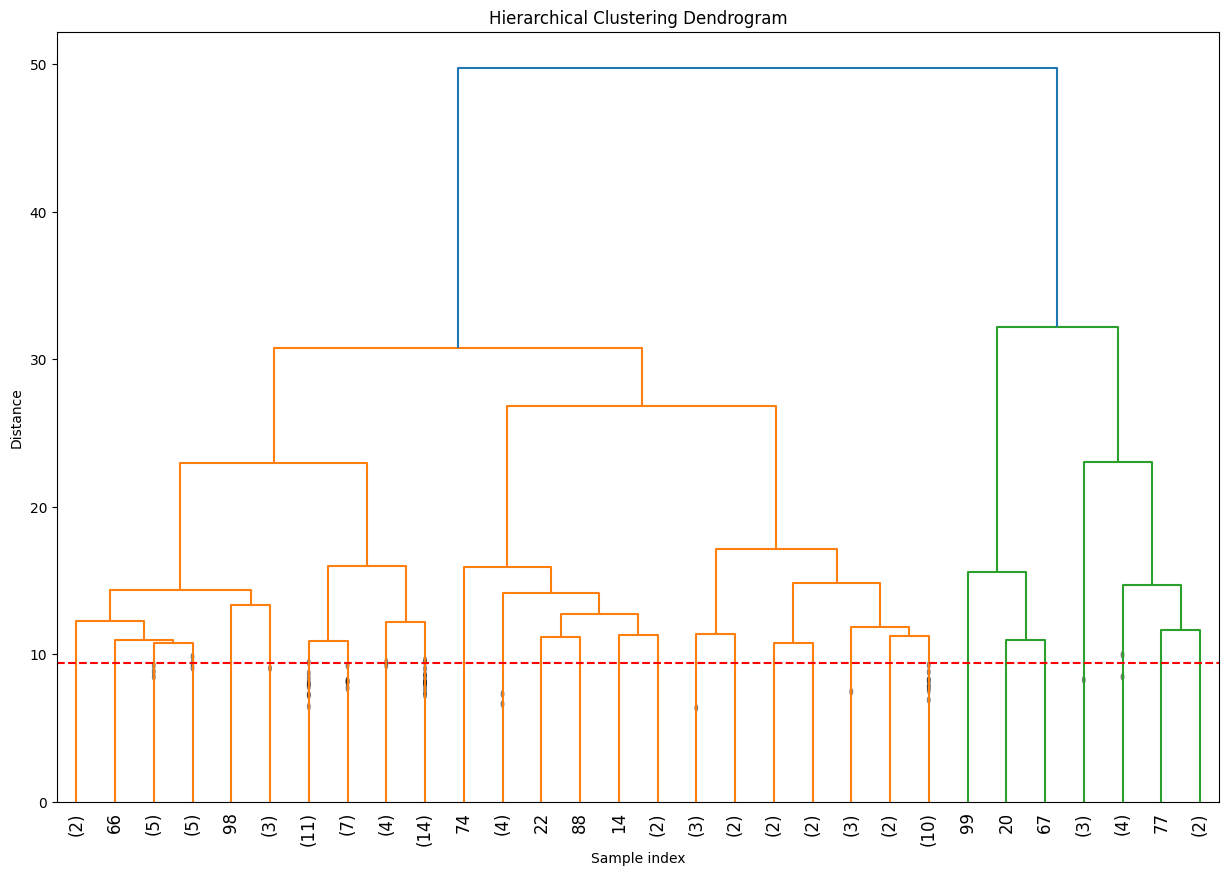 Hierarchical Clustering Dendrogram
50
40
30
20
10
0
Distance
(2) 66 (5) (5) 98 (3) (11) (7) (4) (14) 74 (4) 22 88 14 (2) (3) (2) (2) (2) (3) (2) (10) 99 20 67 (3) (4) 77 (2)
Sample index